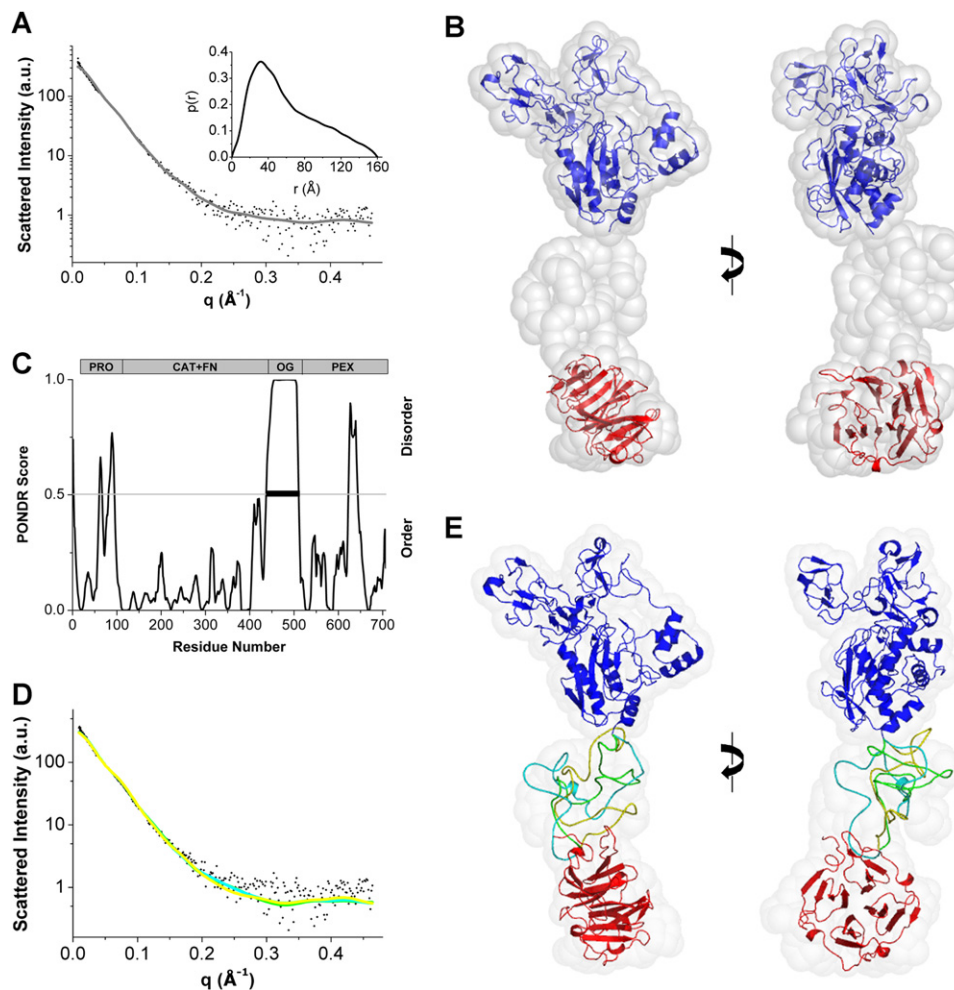 A
Scattered Intensity (a.u.)
100
10
1
0.0 0.1 0.2 0.3 0.4
q (Å⁻¹)
p(r)
0.4
0.3
0.2
0.1
0.0
0 40 80 120 160
r (Å)
B
C
PRO CAT+FN OG PEX
PONDR Score
1.0
0.5
0.0
0 100 200 300 400 500 600 700
Residue Number
Disorder
Order
D
Scattered Intensity (a.u.)
100
10
1
0.0 0.1 0.2 0.3 0.4
q (Å⁻¹)
E